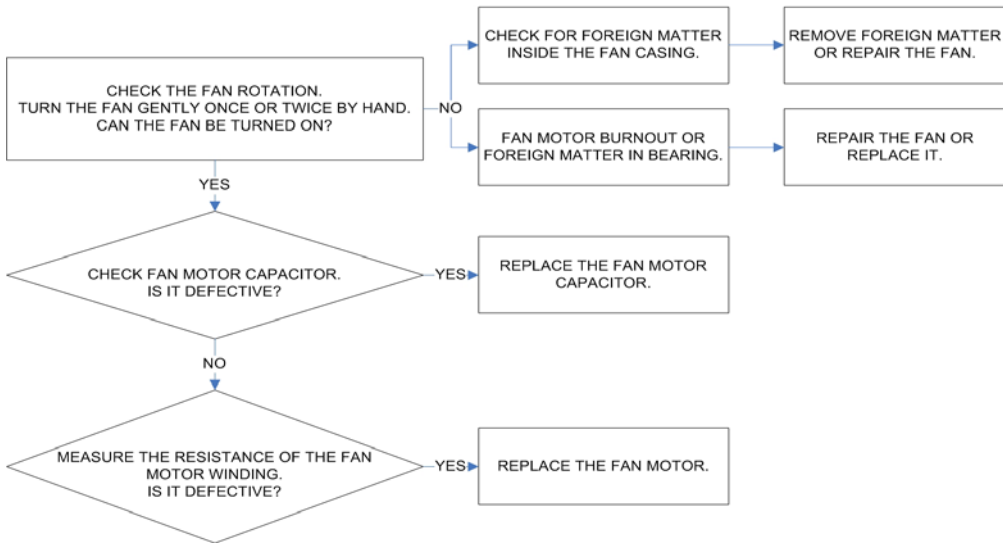 CHECK THE FAN ROTATION.
TURN THE FAN GENTLY ONCE OR TWICE BY HAND.
CAN THE FAN BE TURNED ON?
NO
CHECK FOR FOREIGN MATTER
INSIDE THE FAN CASING.
REMOVE FOREIGN MATTER
OR REPAIR THE FAN.
FAN MOTOR BURNOUT OR
FOREIGN MATTER IN BEARING.
REPAIR THE FAN OR
REPLACE IT.
YES
CHECK FAN MOTOR CAPACITOR.
IS IT DEFECTIVE?
YES
REPLACE THE FAN MOTOR
CAPACITOR.
NO
MEASURE THE RESISTANCE OF THE FAN
MOTOR WINDING.
IS IT DEFECTIVE?
YES
REPLACE THE FAN MOTOR.